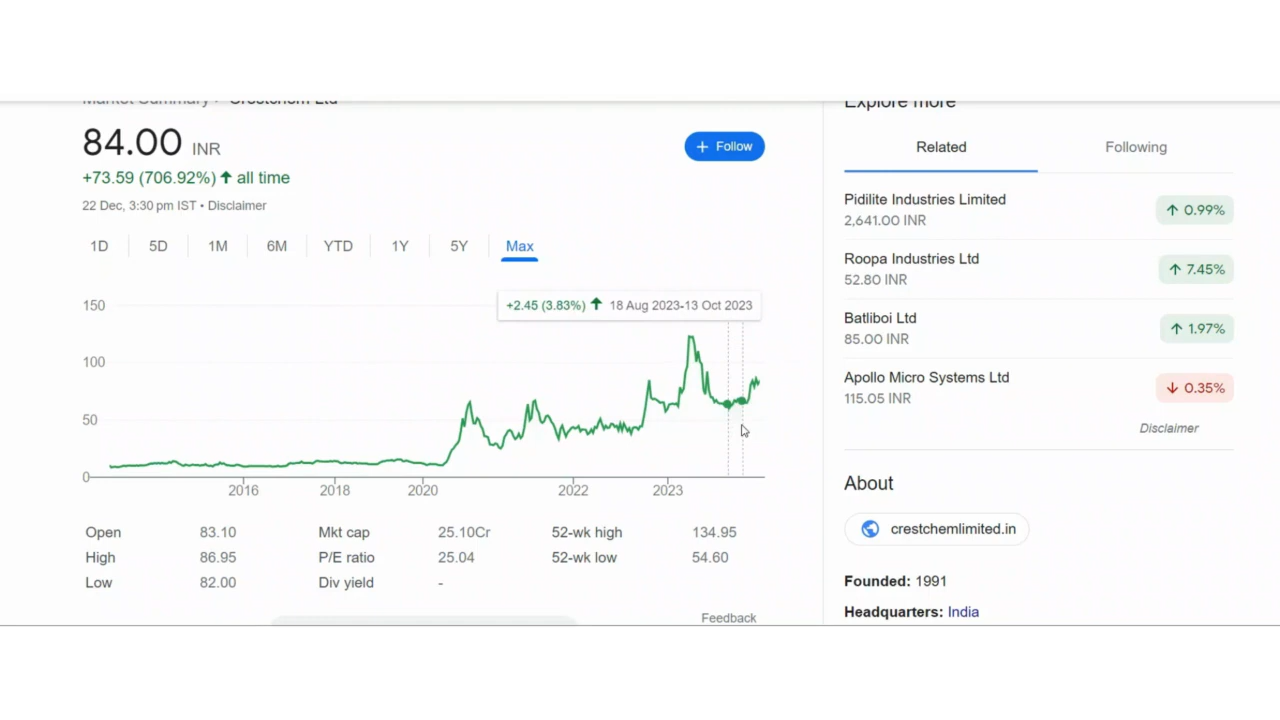 Market Summary > Crestchem Ltd
84.00 INR
+ Follow
+73.59 (706.92%) ↑ all time
22 Dec, 3:30 pm IST • Disclaimer
1D 5D 1M 6M YTD 1Y 5Y Max
+2.45 (3.83%) ↑ 18 Aug 2023-13 Oct 2023
150
100
50
0
2016 2018 2020 2022 2023
Open 83.10 Mkt cap 25.10Cr 52-wk high 134.95
High 86.95 P/E ratio 25.04 52-wk low 54.60
Low 82.00 Div yield -
Feedback
Explore more
Related Following
Pidilite Industries Limited
2,641.00 INR
↑ 0.99%
Roopa Industries Ltd
52.80 INR
↑ 7.45%
Batliboi Ltd
85.00 INR
↑ 1.97%
Apollo Micro Systems Ltd
115.05 INR
↓ 0.35%
Disclaimer
About
crestchemlimited.in
Founded: 1991
Headquarters: India